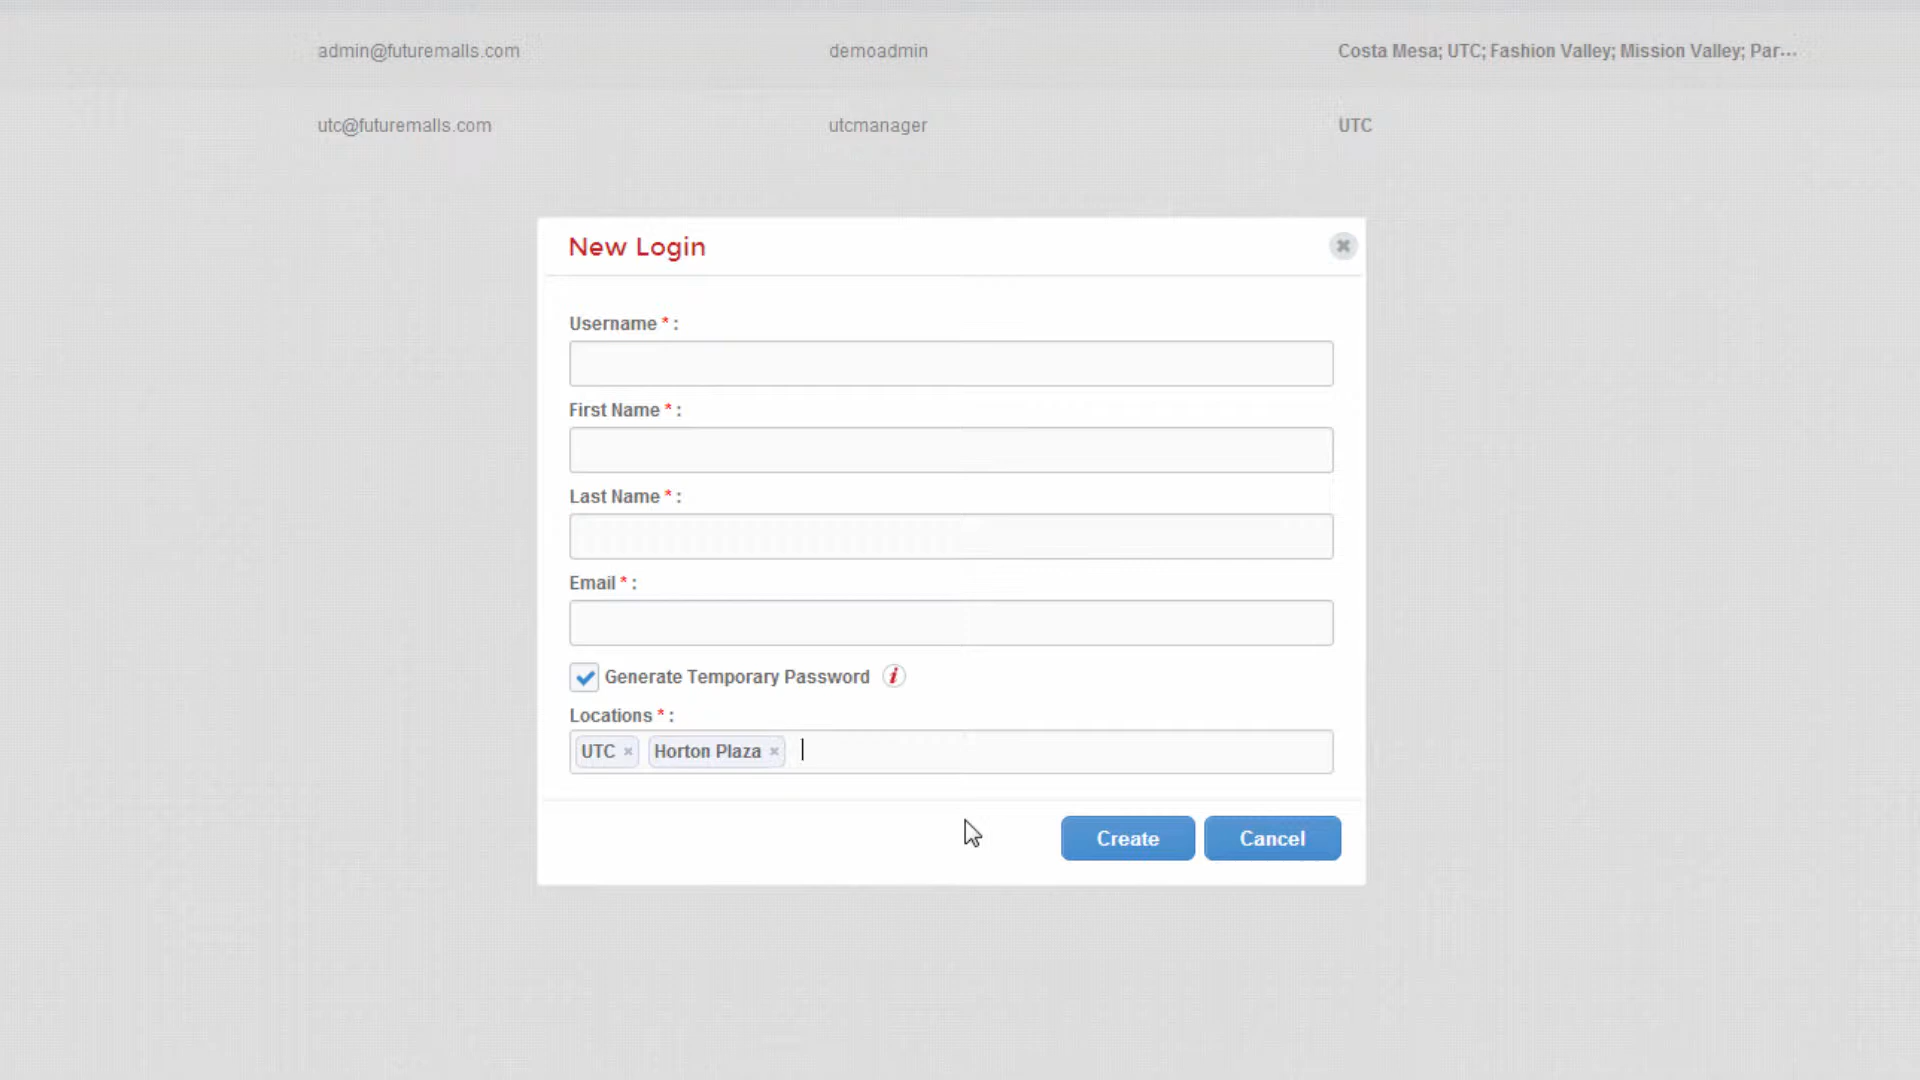 admin@futuremalls.com demoadmin Costa Mesa; UTC; Fashion Valley; Mission Valley; Par...
utc@futuremalls.com utcmanager UTC
New Login
Username * :
First Name * :
Last Name * :
Email * :
Generate Temporary Password i
Locations * :
UTC × Horton Plaza ×
Create Cancel